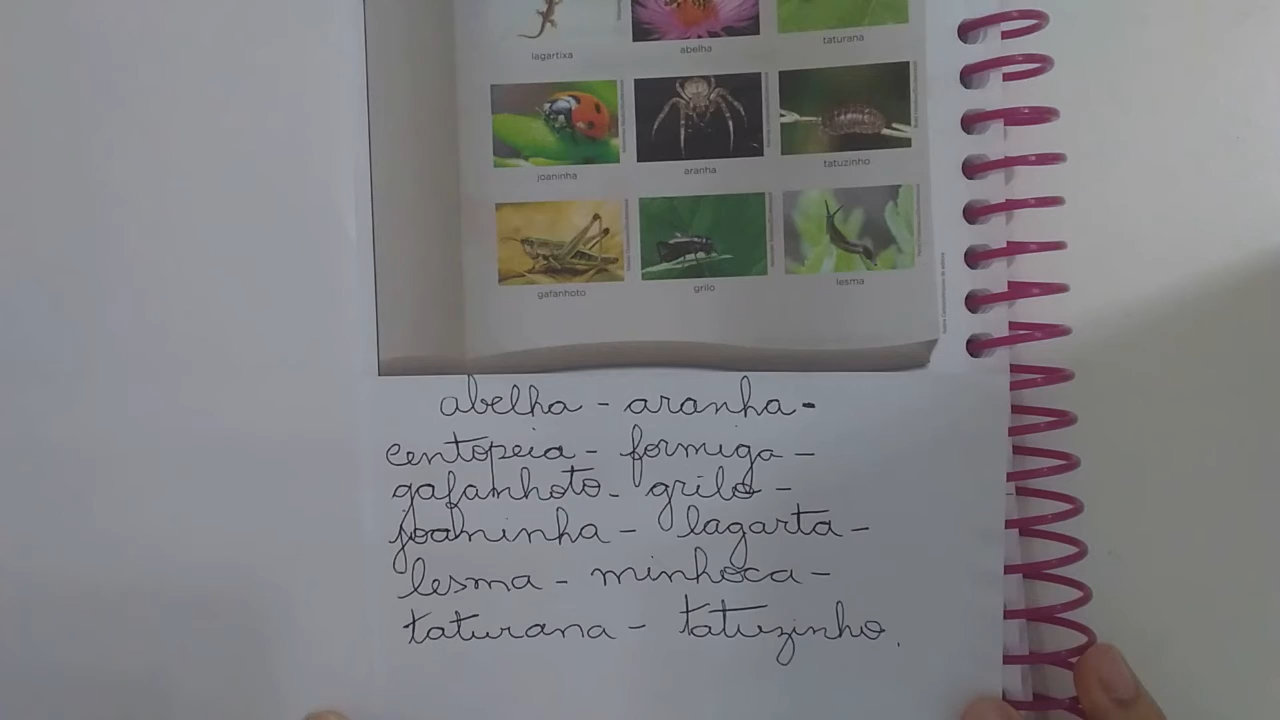 lagartixa abelha taturana
joaninha aranha tatuzinho
gafanhoto grilo lesma
abelha - aranha -
centopeia - formiga -
gafanhoto - grilo -
joaninha - lagarta -
lesma - minhoca -
taturana - tatuzinho.